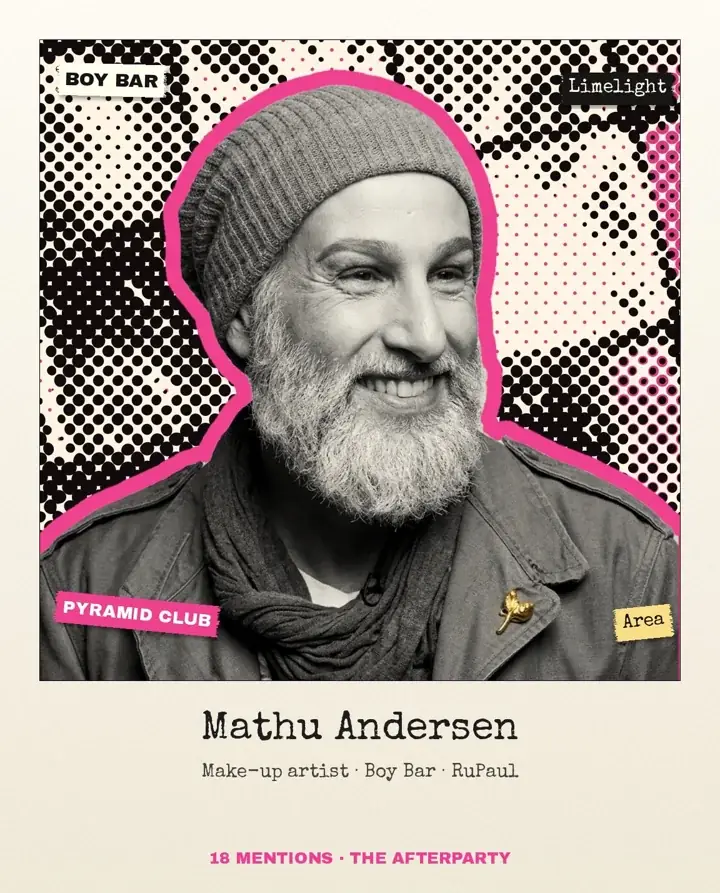 BOY BAR
Limelight
PYRAMID CLUB
Area
Mathu Andersen
Make-up artist · Boy Bar · RuPaul
18 MENTIONS · THE AFTERPARTY